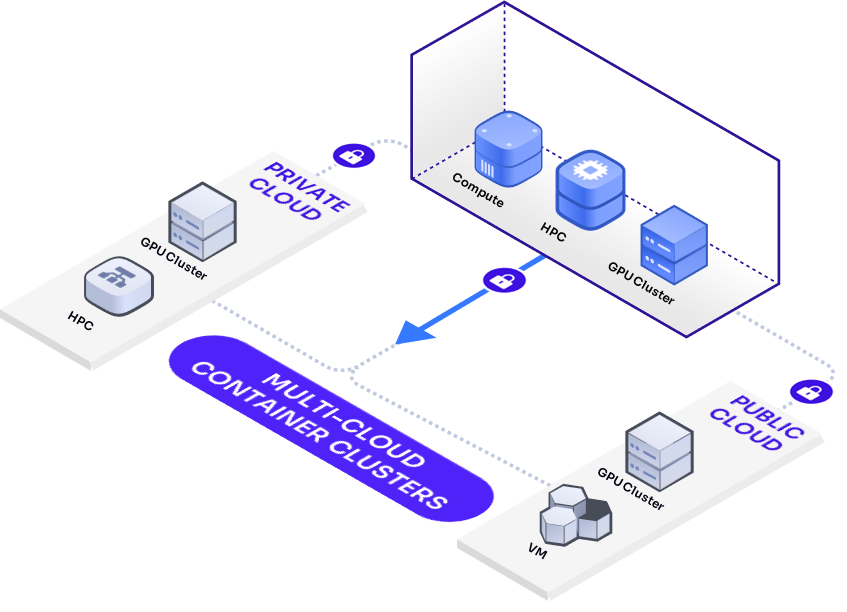 PRIVATE
CLOUD
GPU Cluster
HPC
Compute
HPC
GPU Cluster
MULTI-CLOUD
CONTAINER CLUSTERS
PUBLIC
CLOUD
GPU Cluster
VM